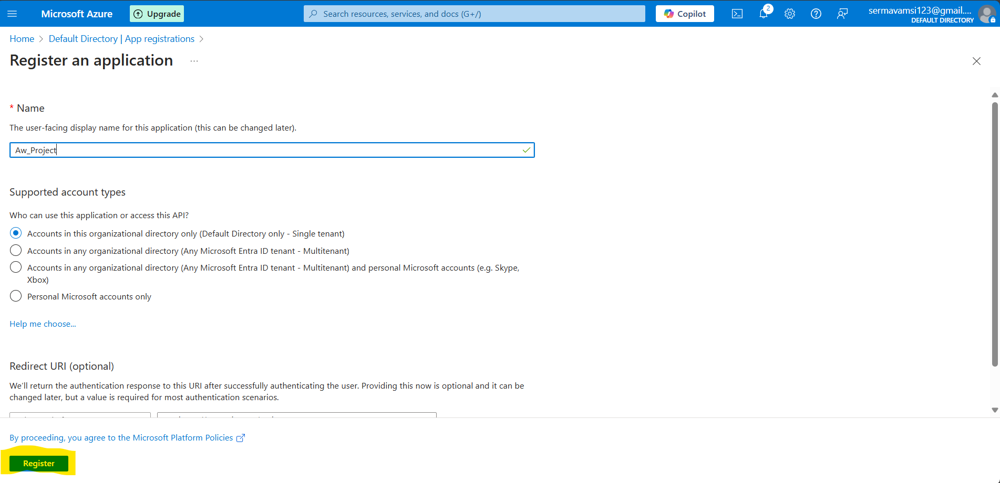 Microsoft Azure
Upgrade
Search resources, services, and docs (G+/)
Copilot
2
sermavamsi123@gmail....
DEFAULT DIRECTORY
Home > Default Directory | App registrations >
Register an application ...
* Name
The user-facing display name for this application (this can be changed later).
Aw_Project
Supported account types
Who can use this application or access this API?
Accounts in this organizational directory only (Default Directory only - Single tenant)
Accounts in any organizational directory (Any Microsoft Entra ID tenant - Multitenant)
Accounts in any organizational directory (Any Microsoft Entra ID tenant - Multitenant) and personal Microsoft accounts (e.g. Skype,
Xbox)
Personal Microsoft accounts only
Help me choose...
Redirect URI (optional)
We'll return the authentication response to this URI after successfully authenticating the user. Providing this now is optional and it can be
changed later, but a value is required for most authentication scenarios.
By proceeding, you agree to the Microsoft Platform Policies
Register